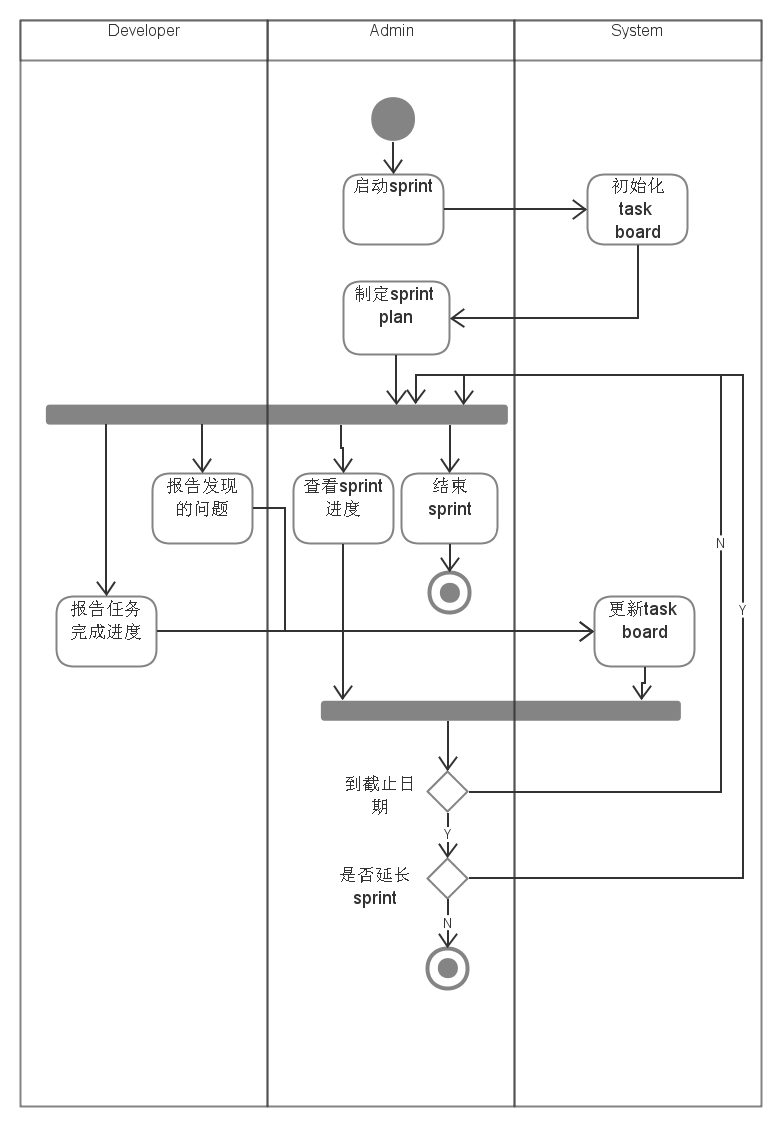 Developer
Admin
System
启动sprint
初始化
task
board
制定sprint
plan
报告发现
的问题
查看sprint
进度
结束
sprint
N
报告任务
完成进度
更新task
board
Y
到截止日
期
Y
是否延长
sprint
N